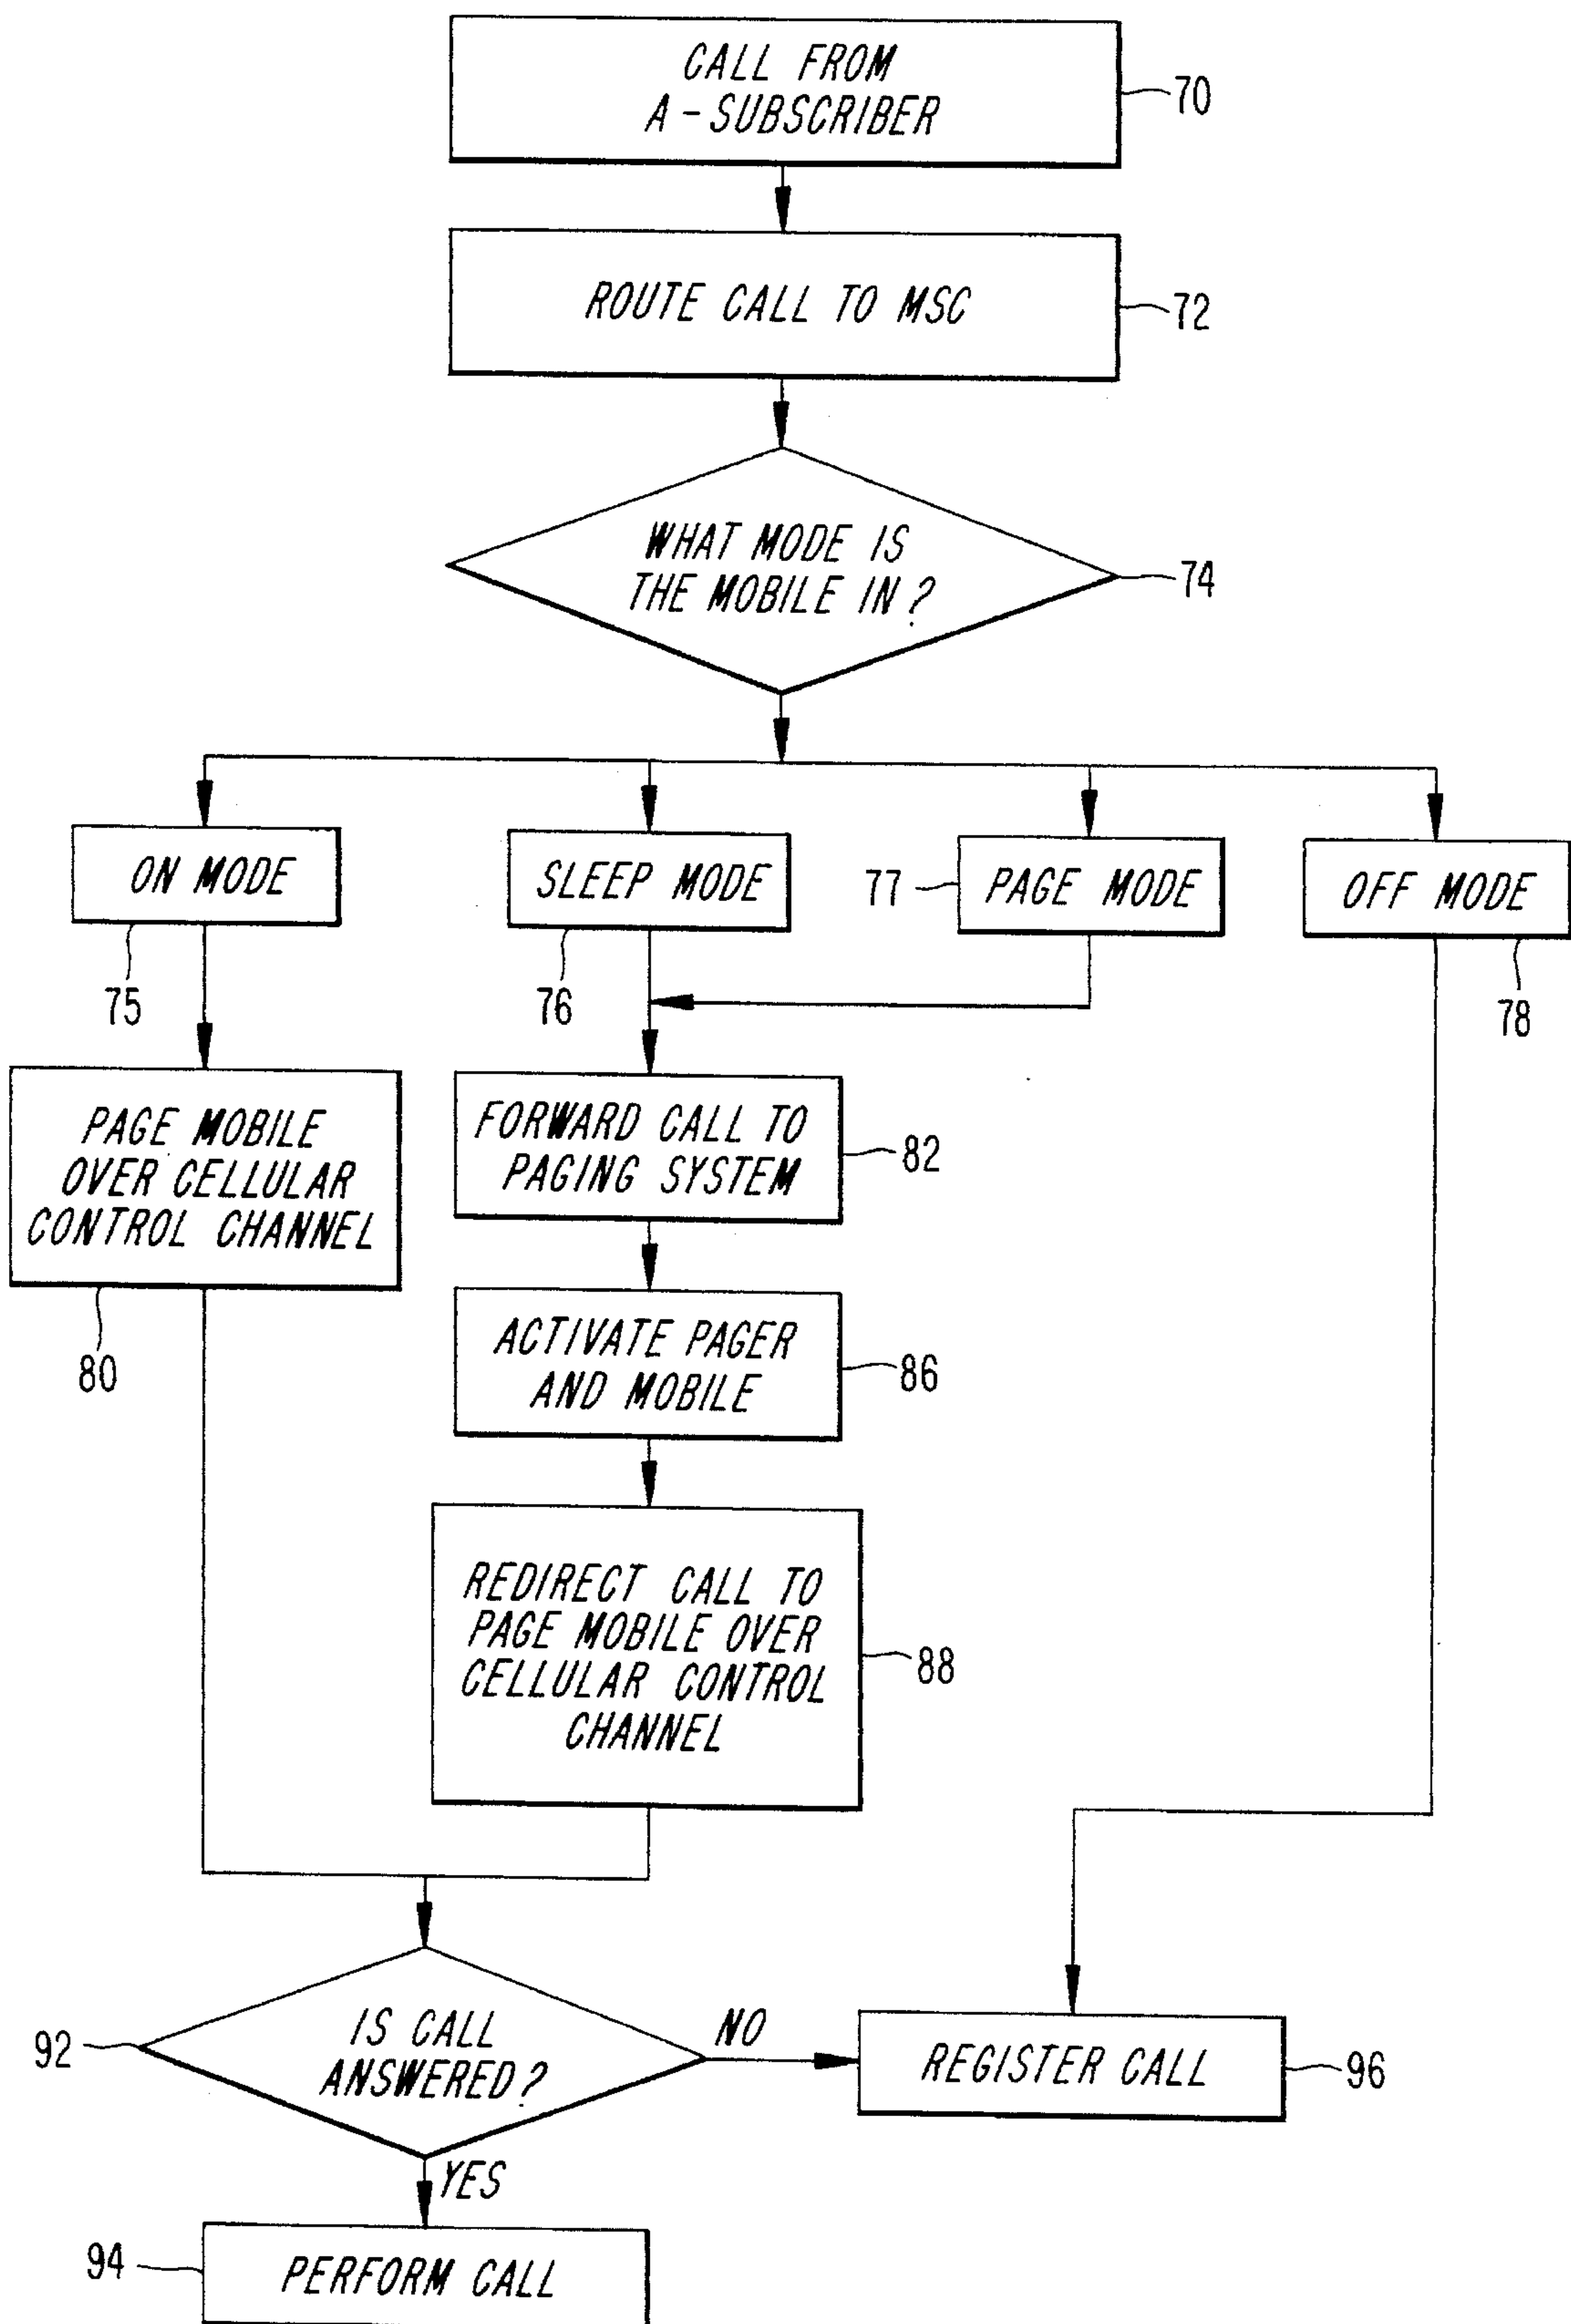 CALL FROM
A-SUBSCRIBER
70
ROUTE CALL TO MSC
72
WHAT MODE IS
THE MOBILE IN?
74
ON MODE
75
SLEEP MODE
76
77
PAGE MODE
OFF MODE
78
PAGE MOBILE
OVER CELLULAR
CONTROL CHANNEL
80
FORWARD CALL TO
PAGING SYSTEM
82
ACTIVATE PAGER
AND MOBILE
86
REDIRECT CALL TO
PAGE MOBILE OVER
CELLULAR CONTROL
CHANNEL
88
92
IS CALL
ANSWERED?
NO
REGISTER CALL
96
YES
94
PERFORM CALL